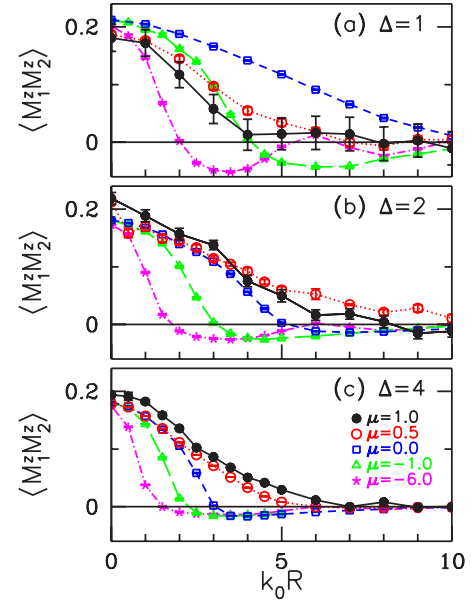 0.2
0
⟨M₁ᶻM₂ᶻ⟩
(a) Δ=1
0.2
0
⟨M₁ᶻM₂ᶻ⟩
(b) Δ=2
0.2
0
⟨M₁ᶻM₂ᶻ⟩
(c) Δ=4
μ=1.0
μ=0.5
μ=0.0
μ=−1.0
μ=−6.0
0 5 10
k₀R